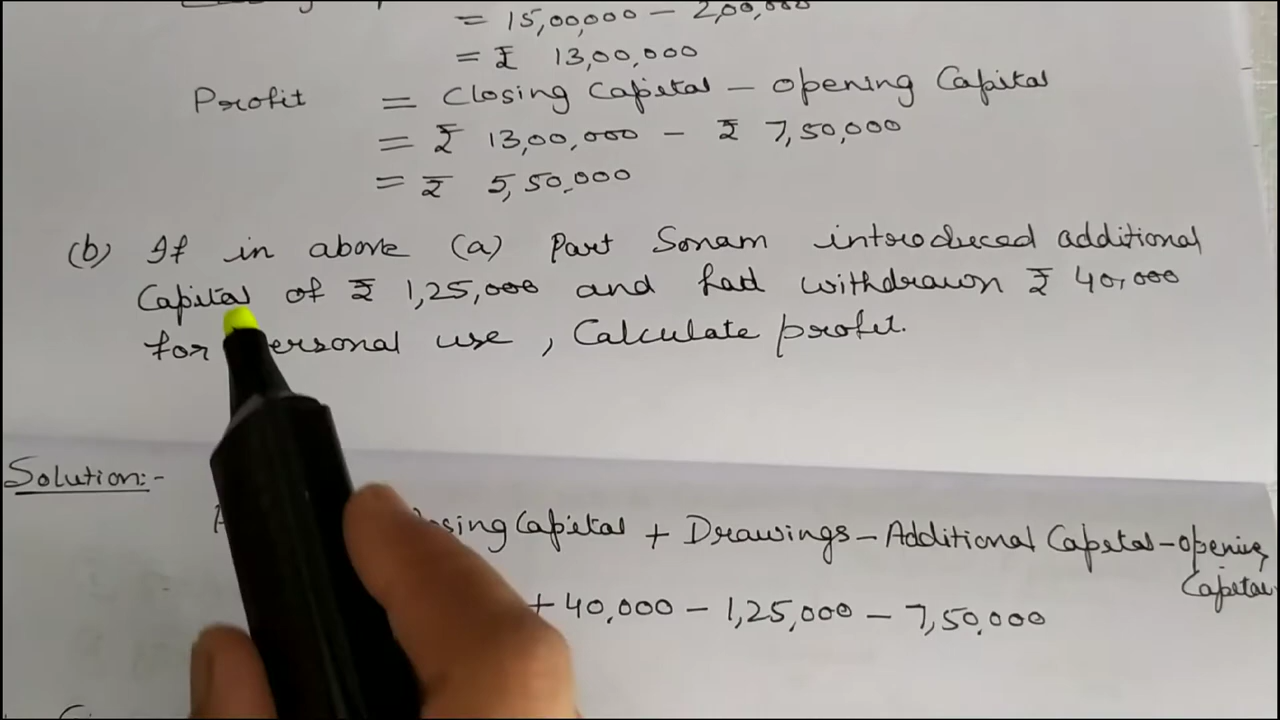 = 15,00,000 - 2,00,000
= ₹ 13,00,000
Profit = Closing Capital - opening Capital
= ₹ 13,00,000 - ₹ 7,50,000
= ₹ 5,50,000
(b) If in above (a) Part Sonam introduced additional
Capital of ₹ 1,25,000 and had withdrawn ₹ 40,000
for personal use, Calculate profit.
Solution:-
Capital + Drawings - Additional Capital - opening
Capital
+ 40,000 - 1,25,000 - 7,50,000